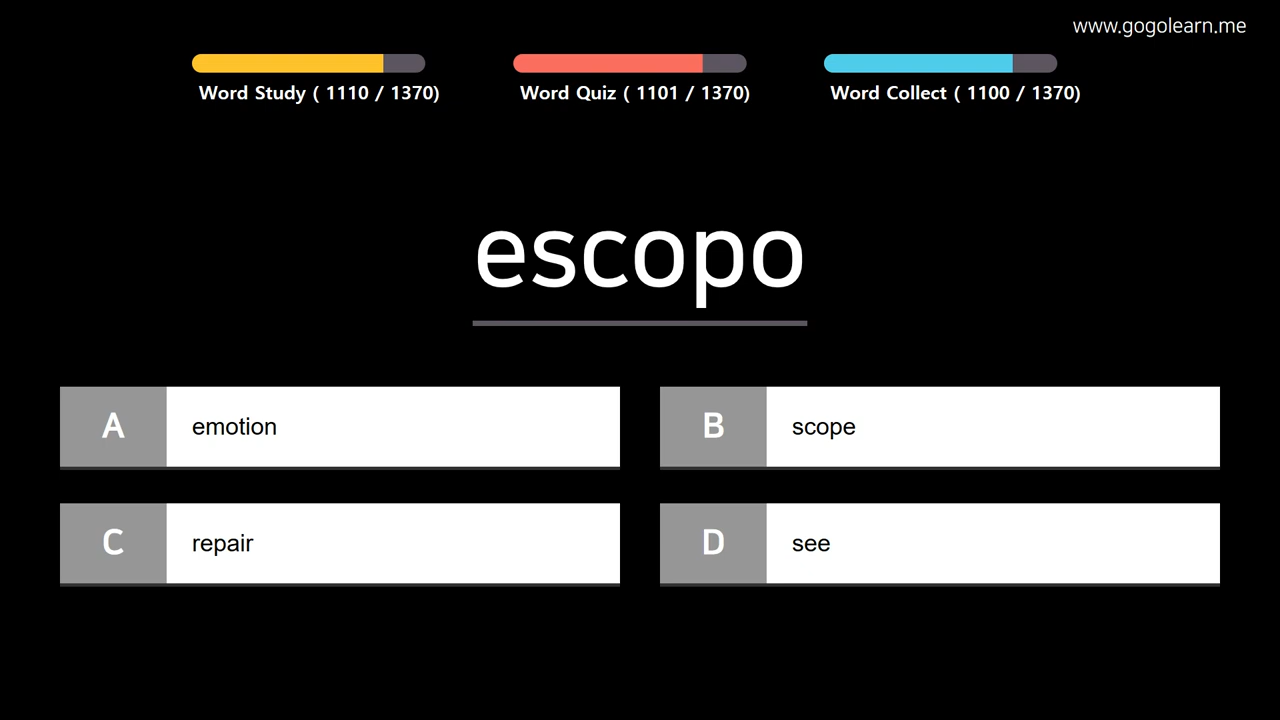 www.gogolearn.me
Word Study ( 1110 / 1370)
Word Quiz ( 1101 / 1370)
Word Collect ( 1100 / 1370)
escopo
A emotion
B scope
C repair
D see